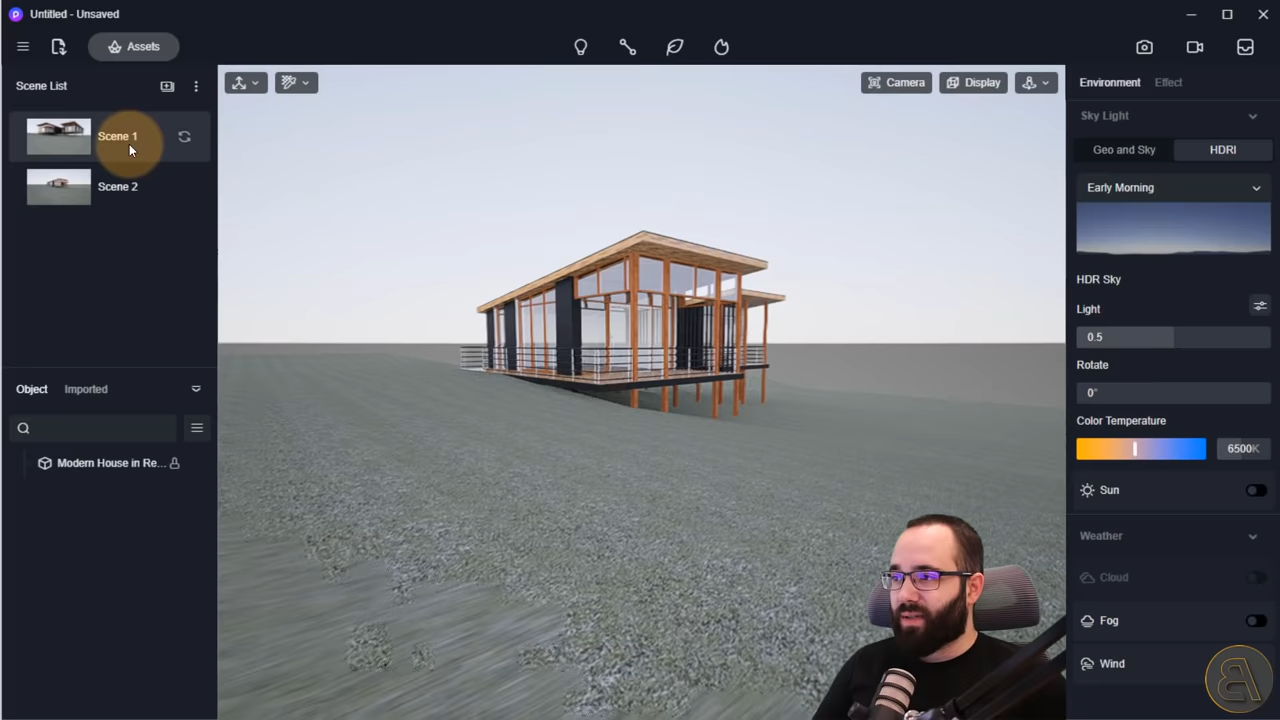 Untitled - Unsaved
Assets
Scene List
Scene 1
Scene 2
Object Imported
Modern House in Re...
Camera Display
Environment Effect
Sky Light
Geo and Sky HDRI
Early Morning
HDR Sky
Light
0.5
Rotate
0°
Color Temperature
6500K
Sun
Weather
Cloud
Fog
Wind